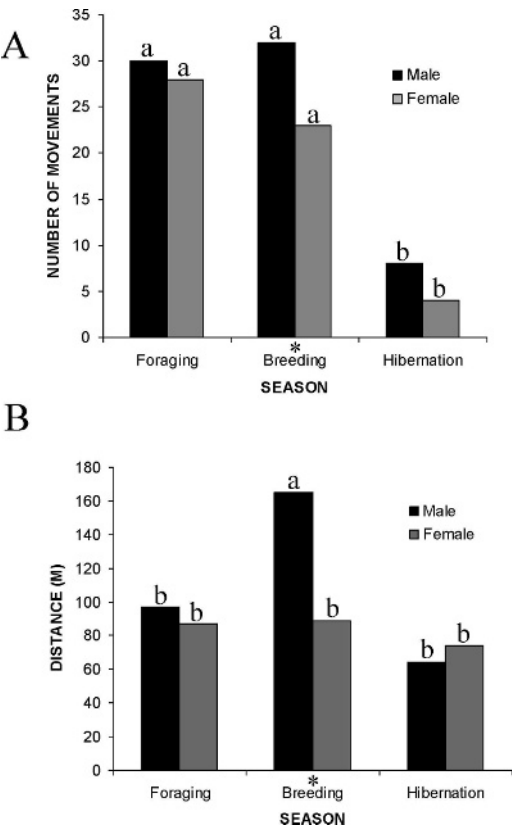 A
35
30
25
20
15
10
5
0
NUMBER OF MOVEMENTS
a
a
a
a
b
b
Male
Female
Foraging
Breeding
Hibernation
*
SEASON
B
180
160
140
120
100
80
60
40
20
0
DISTANCE (M)
b
b
a
b
b
b
Male
Female
Foraging
Breeding
Hibernation
*
SEASON